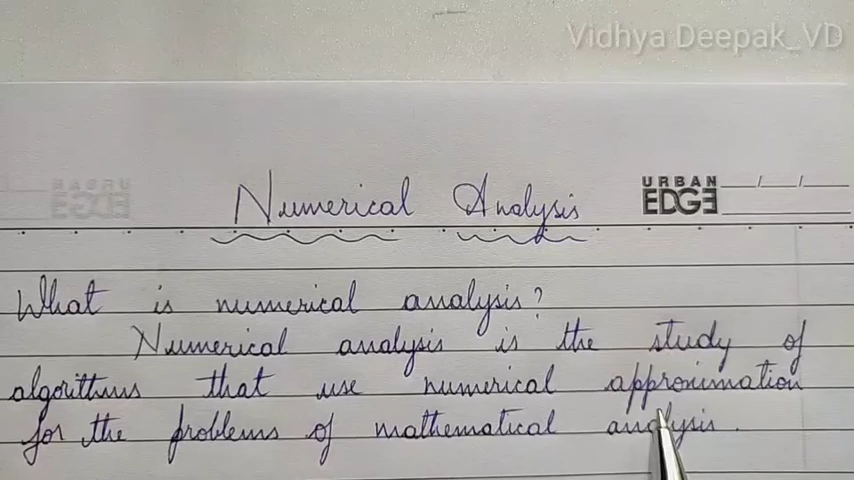 Vidhya Deepak_VD
Numerical Analysis
URBAN
EDGE
What is numerical analysis?
Numerical analysis is the study of
algorithms that use numerical approximation
for the problems of mathematical analysis.